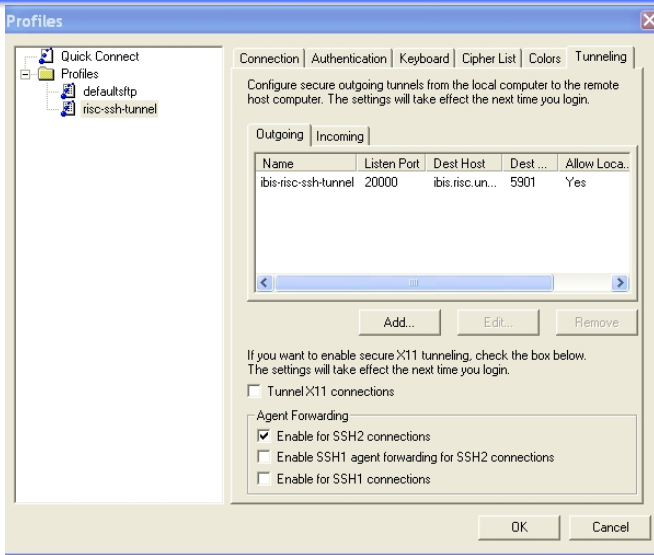 Profiles
Quick Connect
Profiles
defaultsftp
risc-ssh-tunnel
Connection Authentication Keyboard Cipher List Colors Tunneling
Configure secure outgoing tunnels from the local computer to the remote
host computer. The settings will take effect the next time you login.
Outgoing Incoming
Name Listen Port Dest Host Dest ... Allow Loca..
ibis-risc-ssh-tunnel 20000 ibis.risc.un... 5901 Yes
Add... Edit... Remove
If you want to enable secure X11 tunneling, check the box below.
The settings will take effect the next time you login.
Tunnel X11 connections
Agent Forwarding
Enable for SSH2 connections
Enable SSH1 agent forwarding for SSH2 connections
Enable for SSH1 connections
OK Cancel